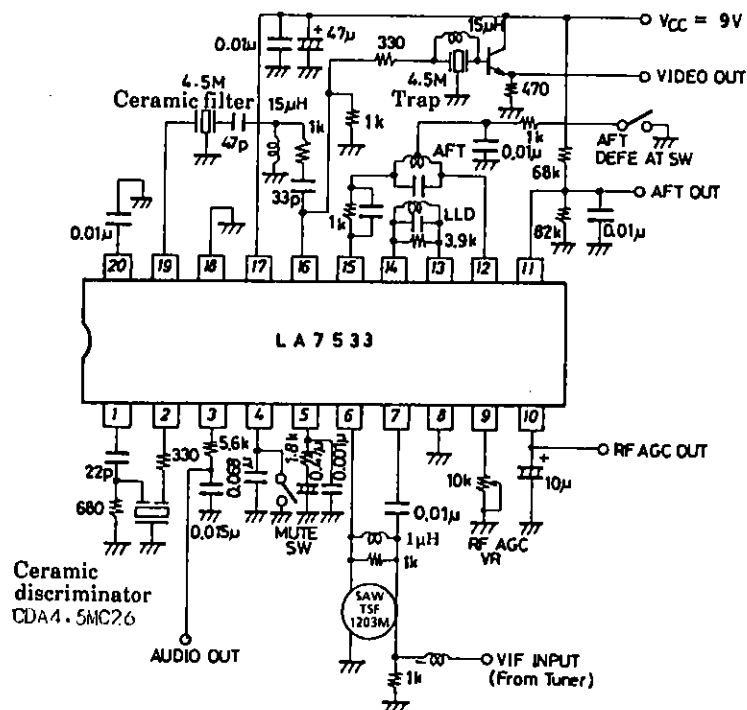 15μH
VCC = 9V
0.01μ
+
47μ
330
4.5M
Trap
VIDEO OUT
470
4.5M
Ceramic filter
15μH
1k
47p
33p
1k
AFT
0.01μ
1k
AFT
DEFEAT SW
68k
AFT OUT
82k
0.01μ
0.01μ
1k
LLD
3.9k
20
19
18
17
16
15
14
13
12
11
LA7533
1
2
3
4
5
6
7
8
9
10
22p
330
5.6k
0.068
μ
1.8k
0.47μ
0.001μ
680
0.015μ
MUTE
SW
0.01μ
10k
RF AGC
VR
+
10μ
RF AGC OUT
1μH
1k
Ceramic
discriminator
CDA4.5MC26
SAW
TSF
1203M
AUDIO OUT
1k
VIF INPUT
(From Tuner)